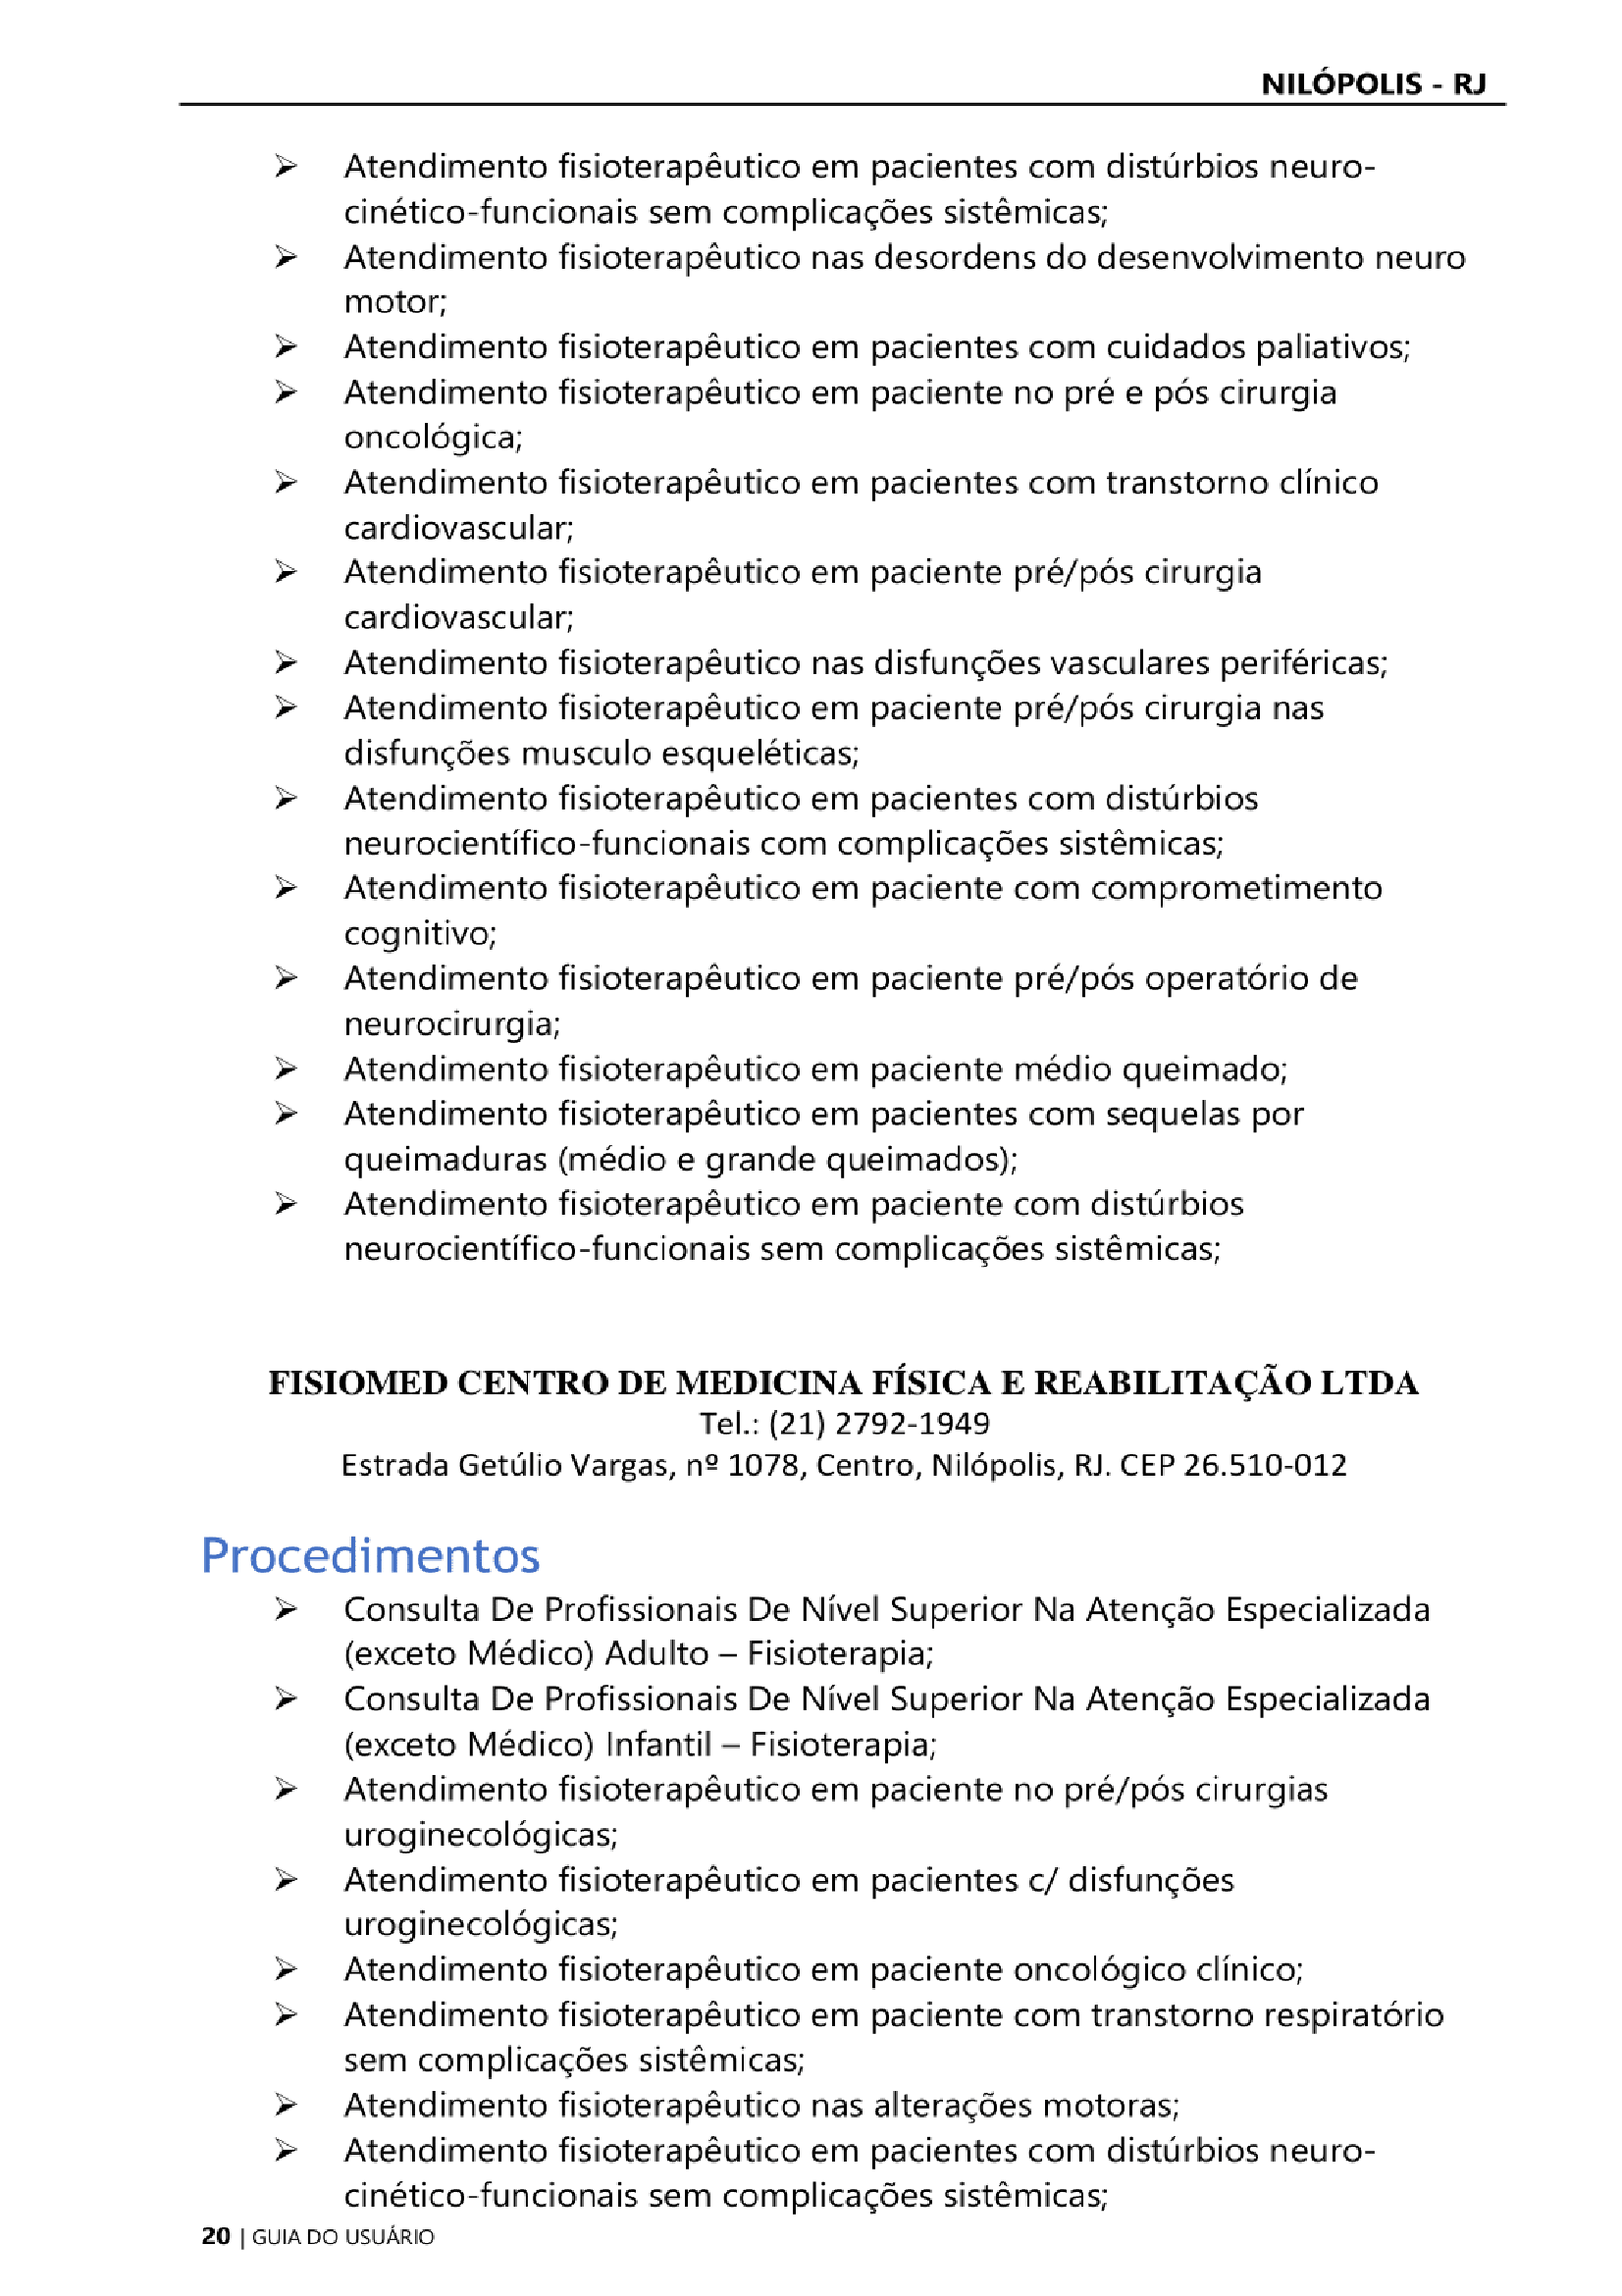 NILÓPOLIS - RJ
➢ Atendimento fisioterapêutico em pacientes com distúrbios neuro-
cinético-funcionais sem complicações sistêmicas;
➢ Atendimento fisioterapêutico nas desordens do desenvolvimento neuro
motor;
➢ Atendimento fisioterapêutico em pacientes com cuidados paliativos;
➢ Atendimento fisioterapêutico em paciente no pré e pós cirurgia
oncológica;
➢ Atendimento fisioterapêutico em pacientes com transtorno clínico
cardiovascular;
➢ Atendimento fisioterapêutico em paciente pré/pós cirurgia
cardiovascular;
➢ Atendimento fisioterapêutico nas disfunções vasculares periféricas;
➢ Atendimento fisioterapêutico em paciente pré/pós cirurgia nas
disfunções musculo esqueléticas;
➢ Atendimento fisioterapêutico em pacientes com distúrbios
neurocientífico-funcionais com complicações sistêmicas;
➢ Atendimento fisioterapêutico em paciente com comprometimento
cognitivo;
➢ Atendimento fisioterapêutico em paciente pré/pós operatório de
neurocirurgia;
➢ Atendimento fisioterapêutico em paciente médio queimado;
➢ Atendimento fisioterapêutico em pacientes com sequelas por
queimaduras (médio e grande queimados);
➢ Atendimento fisioterapêutico em paciente com distúrbios
neurocientífico-funcionais sem complicações sistêmicas;
FISIOMED CENTRO DE MEDICINA FÍSICA E REABILITAÇÃO LTDA
Tel.: (21) 2792-1949
Estrada Getúlio Vargas, nº 1078, Centro, Nilópolis, RJ. CEP 26.510-012
Procedimentos
➢ Consulta De Profissionais De Nível Superior Na Atenção Especializada
(exceto Médico) Adulto – Fisioterapia;
➢ Consulta De Profissionais De Nível Superior Na Atenção Especializada
(exceto Médico) Infantil – Fisioterapia;
➢ Atendimento fisioterapêutico em paciente no pré/pós cirurgias
uroginecológicas;
➢ Atendimento fisioterapêutico em pacientes c/ disfunções
uroginecológicas;
➢ Atendimento fisioterapêutico em paciente oncológico clínico;
➢ Atendimento fisioterapêutico em paciente com transtorno respiratório
sem complicações sistêmicas;
➢ Atendimento fisioterapêutico nas alterações motoras;
➢ Atendimento fisioterapêutico em pacientes com distúrbios neuro-
cinético-funcionais sem complicações sistêmicas;
20 | GUIA DO USUÁRIO